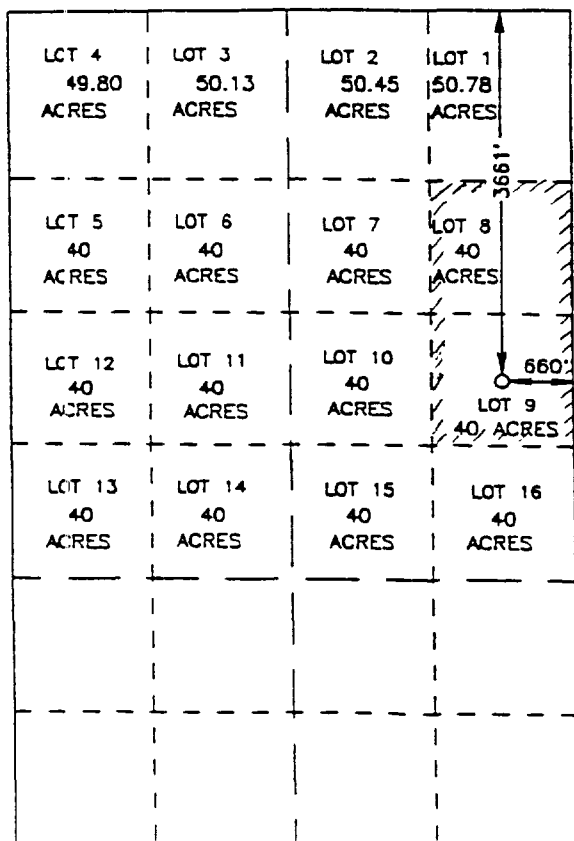 LCT 4
49.80
ACRES
LOT 3
50.13
ACRES
LOT 2
50.45
ACRES
LOT 1
50.78
ACRES
3661'
LCT 5
40
ACRES
LOT 6
40
ACRES
LOT 7
40
ACRES
LOT 8
40
ACRES
LCT 12
40
ACRES
LOT 11
40
ACRES
LOT 10
40
ACRES
660'
LOT 9
40 ACRES
LOT 13
40
ACRES
LOT 14
40
ACRES
LOT 15
40
ACRES
LOT 16
40
ACRES